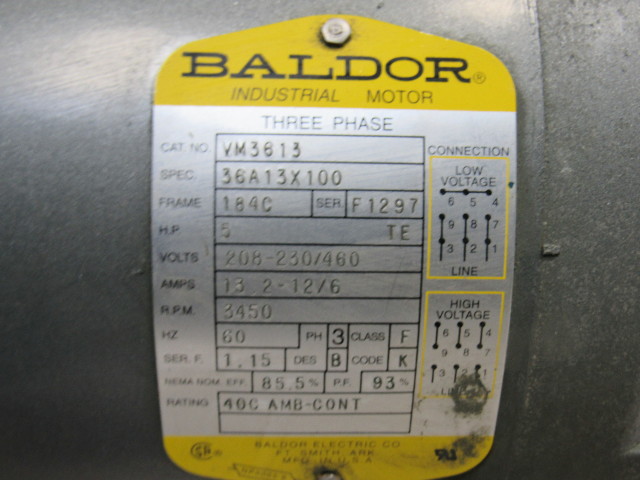 BALDOR®
INDUSTRIAL MOTOR
THREE PHASE
CAT. NO. VM3613
SPEC. 36A13X100
FRAME 184C SER. F1297
H.P. 5 TE
VOLTS 208-230/460
AMPS 13.2-12/6
R.P.M. 3450
HZ 60 PH 3 CLASS F
SER. F. 1.15 DES B CODE K
NEMA NOM. EFF. 85.5% P.F. 93%
RATING 40C AMB-CONT
CONNECTION
LOW
VOLTAGE
6 5 4
9 8 7
3 2 1
LINE
HIGH
VOLTAGE
6 5 4
9 8 7
3 2 1
BALDOR ELECTRIC CO
FT. SMITH, ARK.
MFG. IN U.S.A.